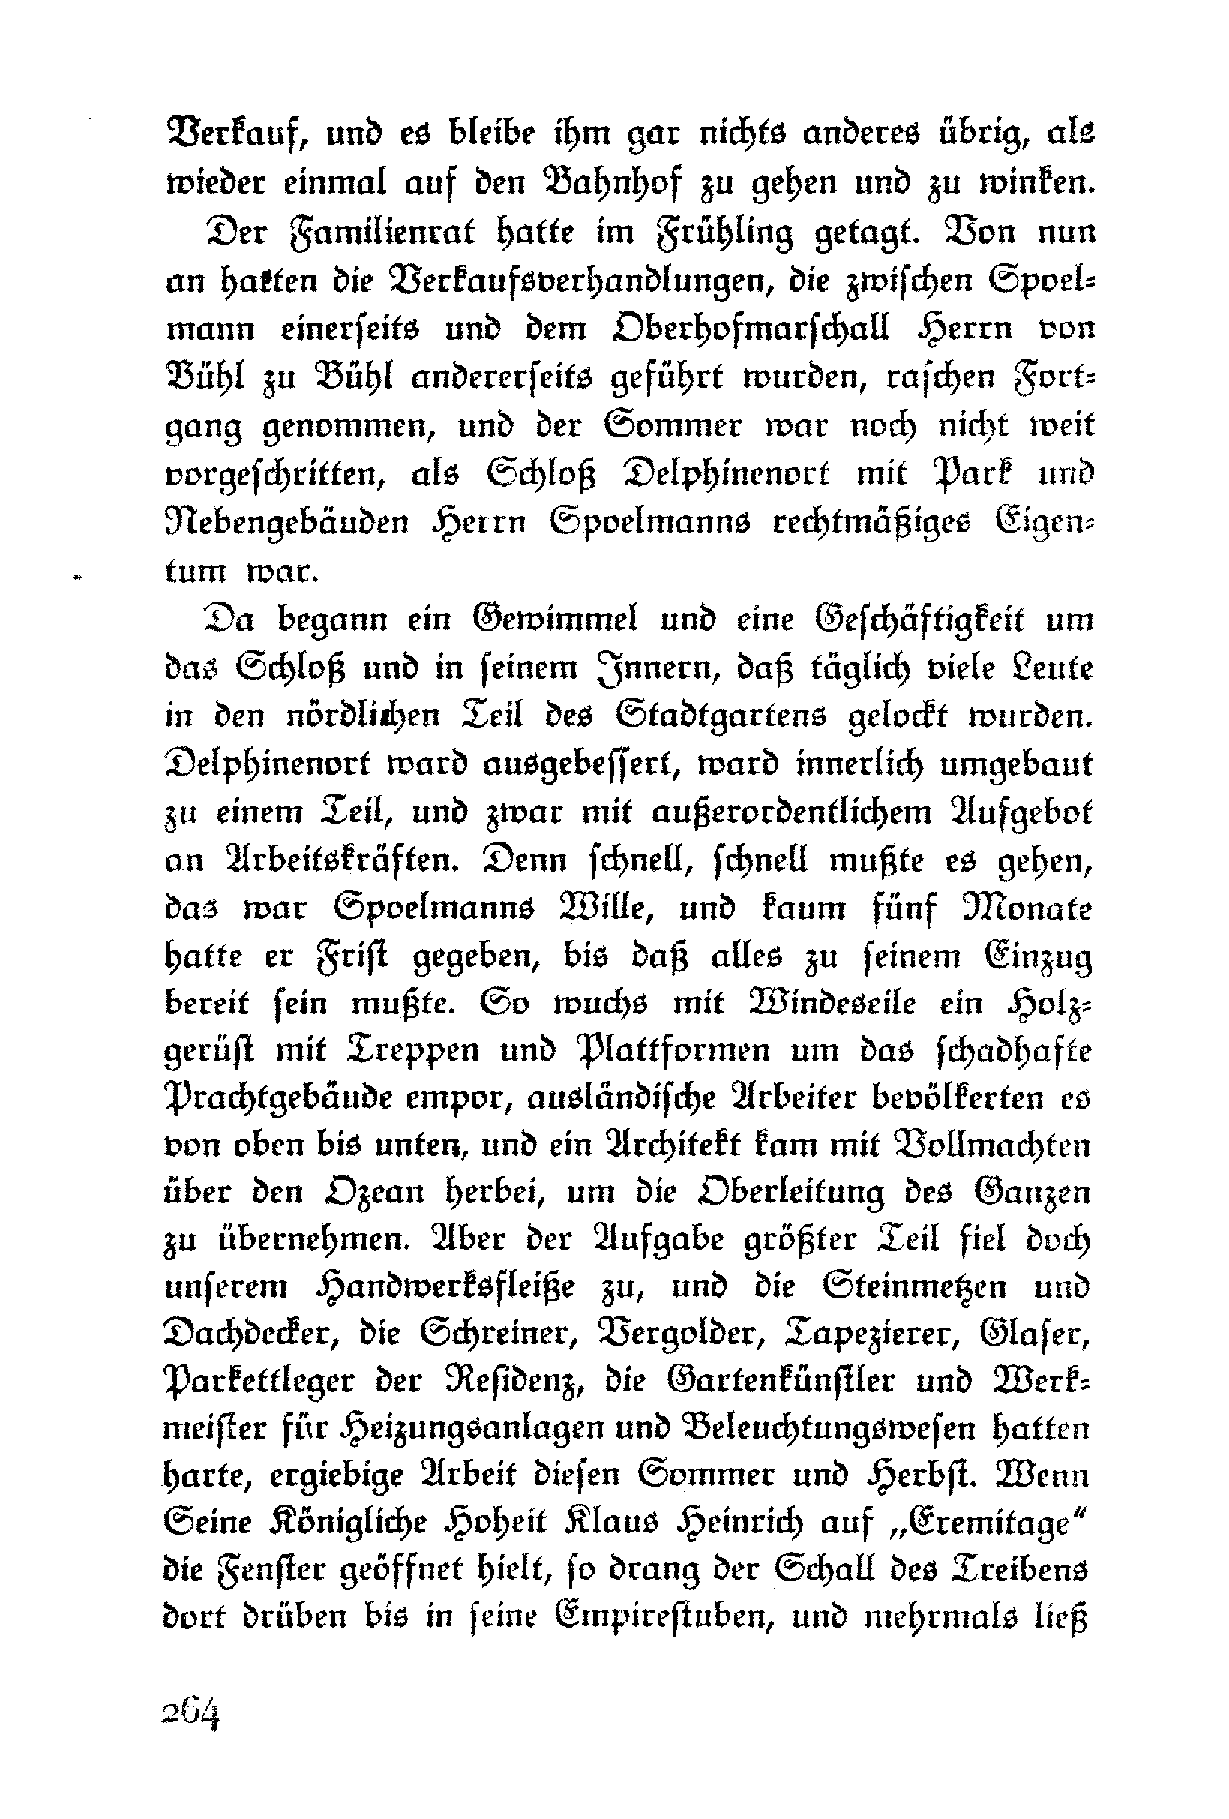 Verkauf, und es bleibe ihm gar nichts anderes übrig, als
wieder einmal auf den Bahnhof zu gehen und zu winken.
Der Familienrat hatte im Frühling getagt. Von nun
an hatten die Verkaufsverhandlungen, die zwischen Spoel-
mann einerseits und dem Oberhofmarschall Herrn von
Bühl zu Bühl andererseits geführt wurden, raschen Fort-
gang genommen, und der Sommer war noch nicht weit
vorgeschritten, als Schloß Delphinenort mit Park und
Nebengebäuden Herrn Spoelmanns rechtmäßiges Eigen-
tum war.
Da begann ein Gewimmel und eine Geschäftigkeit um
das Schloß und in seinem Innern, daß täglich viele Leute
in den nördlichen Teil des Stadtgartens gelockt wurden.
Delphinenort ward ausgebessert, ward innerlich umgebaut
zu einem Teil, und zwar mit außerordentlichem Aufgebot
an Arbeitskräften. Denn schnell, schnell mußte es gehen,
das war Spoelmanns Wille, und kaum fünf Monate
hatte er Frist gegeben, bis daß alles zu seinem Einzug
bereit sein mußte. So wuchs mit Windeseile ein Holz-
gerüst mit Treppen und Plattformen um das schadhafte
Prachtgebäude empor, ausländische Arbeiter bevölkerten es
von oben bis unten, und ein Architekt kam mit Vollmachten
über den Ozean herbei, um die Oberleitung des Ganzen
zu übernehmen. Aber der Aufgabe größter Teil fiel doch
unserem Handwerksfleiße zu, und die Steinmetzen und
Dachdecker, die Schreiner, Vergolder, Tapezierer, Glaser,
Parkettleger der Residenz, die Gartenkünstler und Werk-
meister für Heizungsanlagen und Beleuchtungswesen hatten
harte, ergiebige Arbeit diesen Sommer und Herbst. Wenn
Seine Königliche Hoheit Klaus Heinrich auf „Eremitage“
die Fenster geöffnet hielt, so drang der Schall des Treibens
dort drüben bis in seine Empirestuben, und mehrmals ließ
264